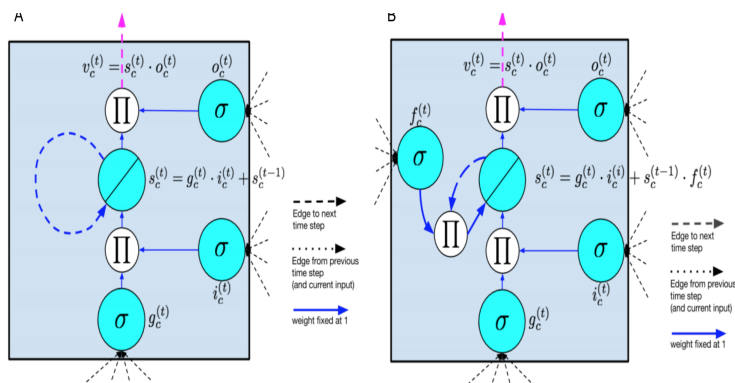 A
v_c^{(t)} = s_c^{(t)} · o_c^{(t)}
o_c^{(t)}
∏
σ
s_c^{(t)} = g_c^{(t)} · i_c^{(t)} + s_c^{(t-1)}
∏
σ
i_c^{(t)}
σ
g_c^{(t)}
Edge to next
time step
Edge from previous
time step
(and current input)
weight fixed at 1
B
v_c^{(t)} = s_c^{(t)} · o_c^{(t)}
o_c^{(t)}
f_c^{(t)}
∏
σ
σ
s_c^{(t)} = g_c^{(t)} · i_c^{(i)} + s_c^{(t-1)} · f_c^{(t)}
∏
∏
σ
i_c^{(t)}
σ
g_c^{(t)}
Edge to next
time step
Edge from previous
time step
(and current input)
weight fixed at 1